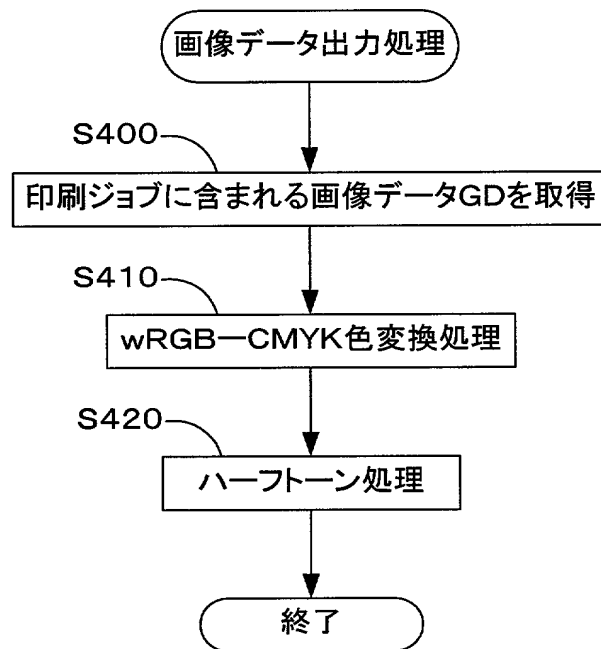 画像データ出力処理
S400
印刷ジョブに含まれる画像データGDを取得
S410
wRGB―CMYK色変換処理
S420
ハーフトーン処理
終了